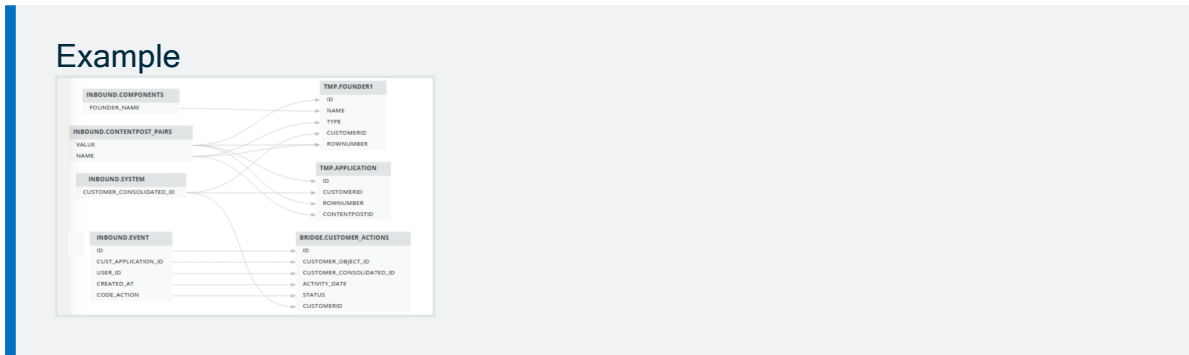 Example
INBOUND.COMPONENTS
FOUNDER_NAME
INBOUND.CONTENTPOST_PAIRS
VALUE
NAME
INBOUND.SYSTEM
CUSTOMER_CONSOLIDATED_ID
INBOUND.EVENT
ID
CUST_APPLICATION_ID
USER_ID
CREATED_AT
CODE_ACTION
TMP.FOUNDER1
ID
NAME
TYPE
CUSTOMERID
ROWNUMBER
TMP.APPLICATION
ID
CUSTOMERID
ROWNUMBER
CONTENTPOSTID
BRIDGE.CUSTOMER_ACTIONS
ID
CUSTOMER_OBJECT_ID
CUSTOMER_CONSOLIDATED_ID
ACTIVITY_DATE
STATUS
CUSTOMERID